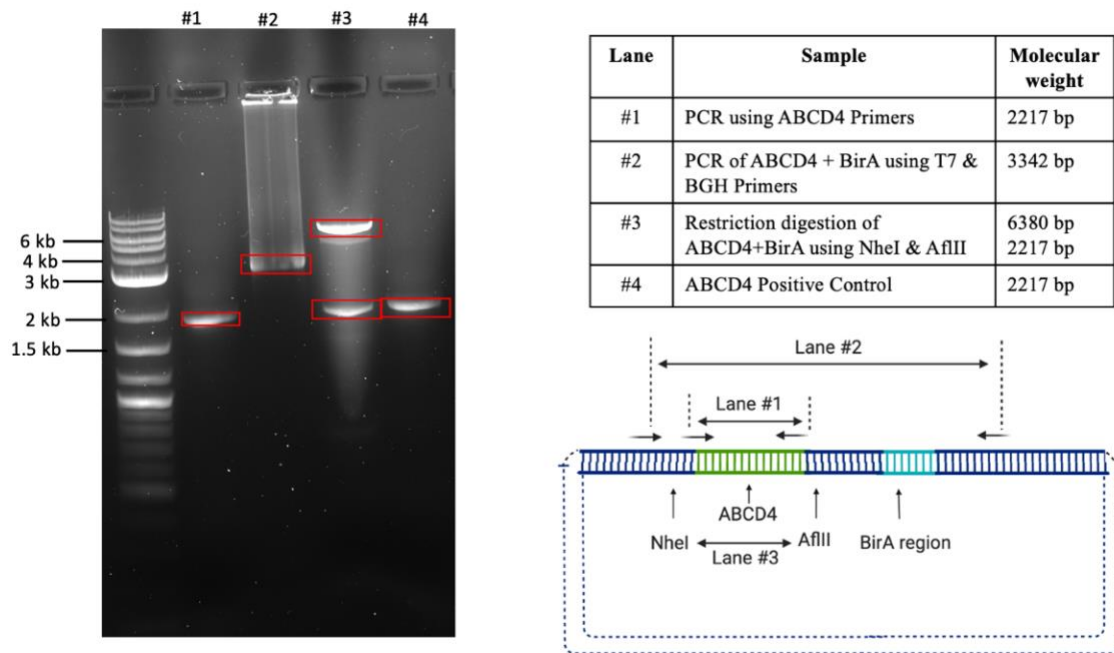 #1 #2 #3 #4
6 kb
4 kb
3 kb
2 kb
1.5 kb
Lane Sample Molecular weight
#1 PCR using ABCD4 Primers 2217 bp
#2 PCR of ABCD4 + BirA using T7 & BGH Primers 3342 bp
#3 Restriction digestion of ABCD4+BirA using NheI & AflII 6380 bp 2217 bp
#4 ABCD4 Positive Control 2217 bp
Lane #2
Lane #1
ABCD4
NheI AflII BirA region
Lane #3